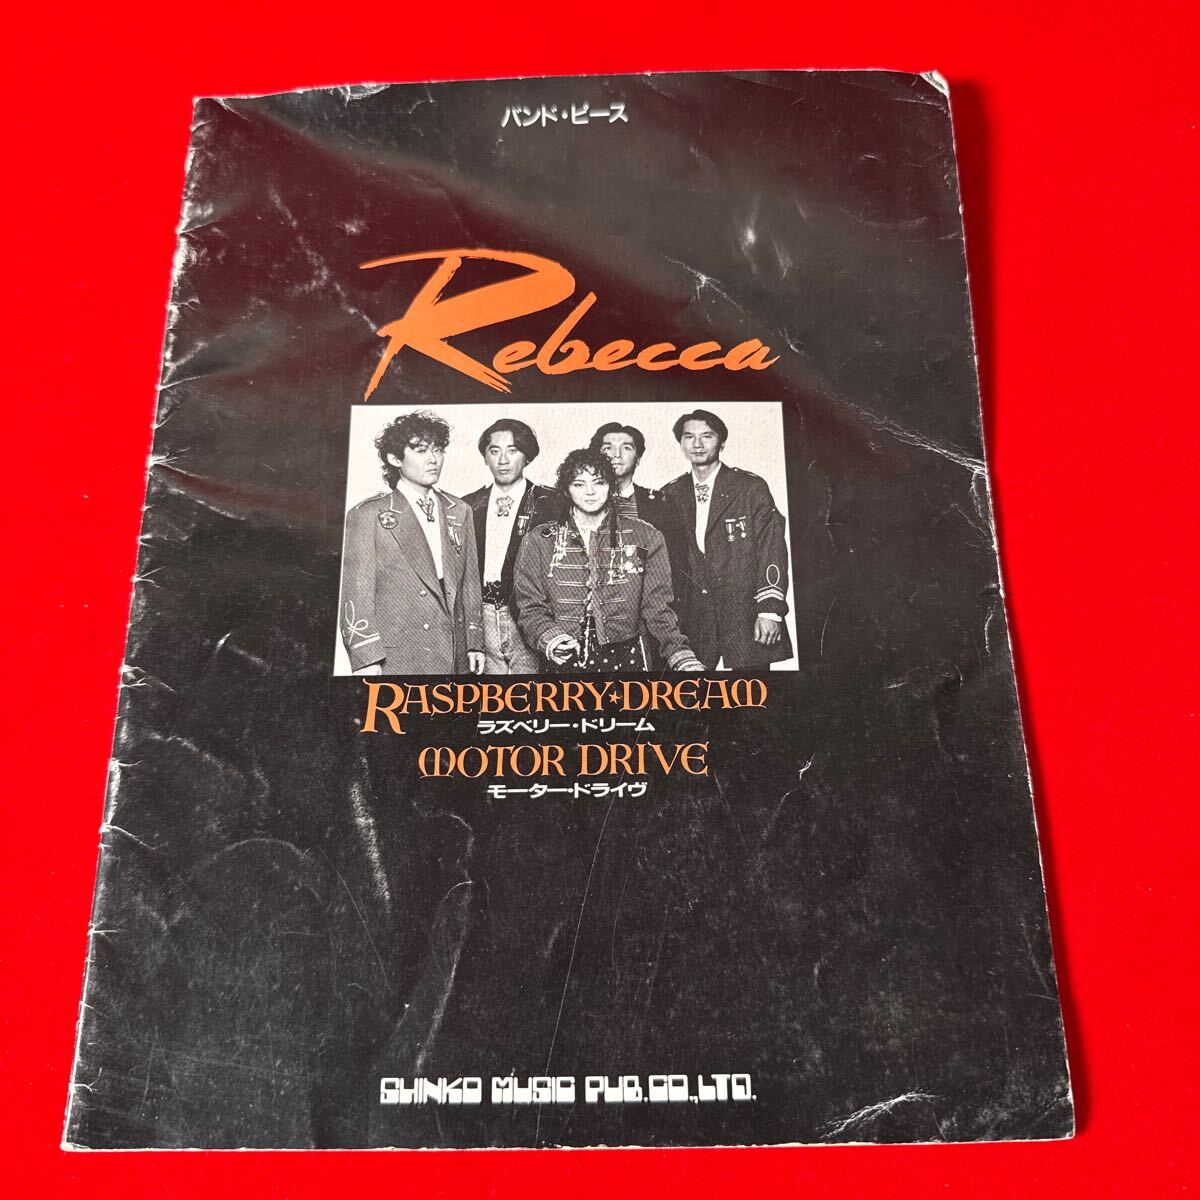 バンド・ピース
Rebecca
RASPBERRY★DREAM
ラズベリー・ドリーム
MOTOR DRIVE
モーター・ドライヴ
SHINKO MUSIC PUB.CO.,LTD.